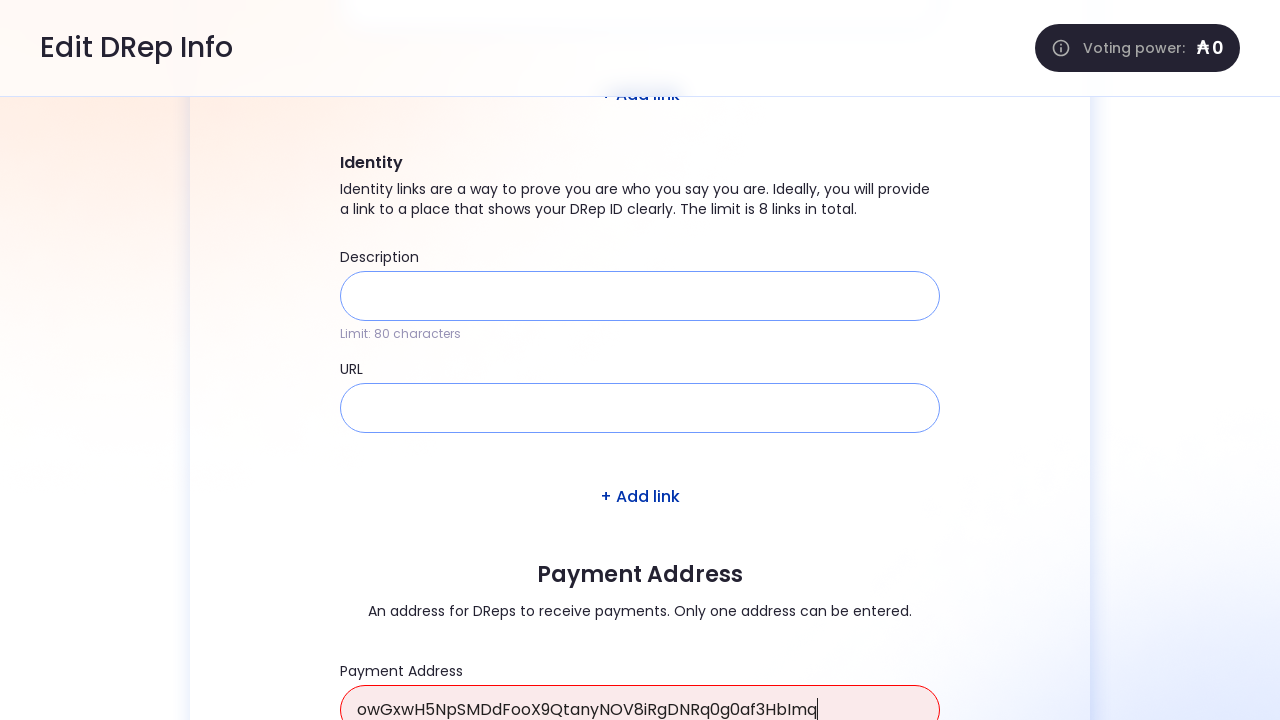 Edit DRep Info
Voting power: ₳ 0
+ Add link
Identity
Identity links are a way to prove you are who you say you are. Ideally, you will provide
a link to a place that shows your DRep ID clearly. The limit is 8 links in total.
Description
Limit: 80 characters
URL
+ Add link
Payment Address
An address for DReps to receive payments. Only one address can be entered.
Payment Address
owGxwH5NpSMDdFooX9QtanyNOV8iRgDNRq0g0af3HbImq